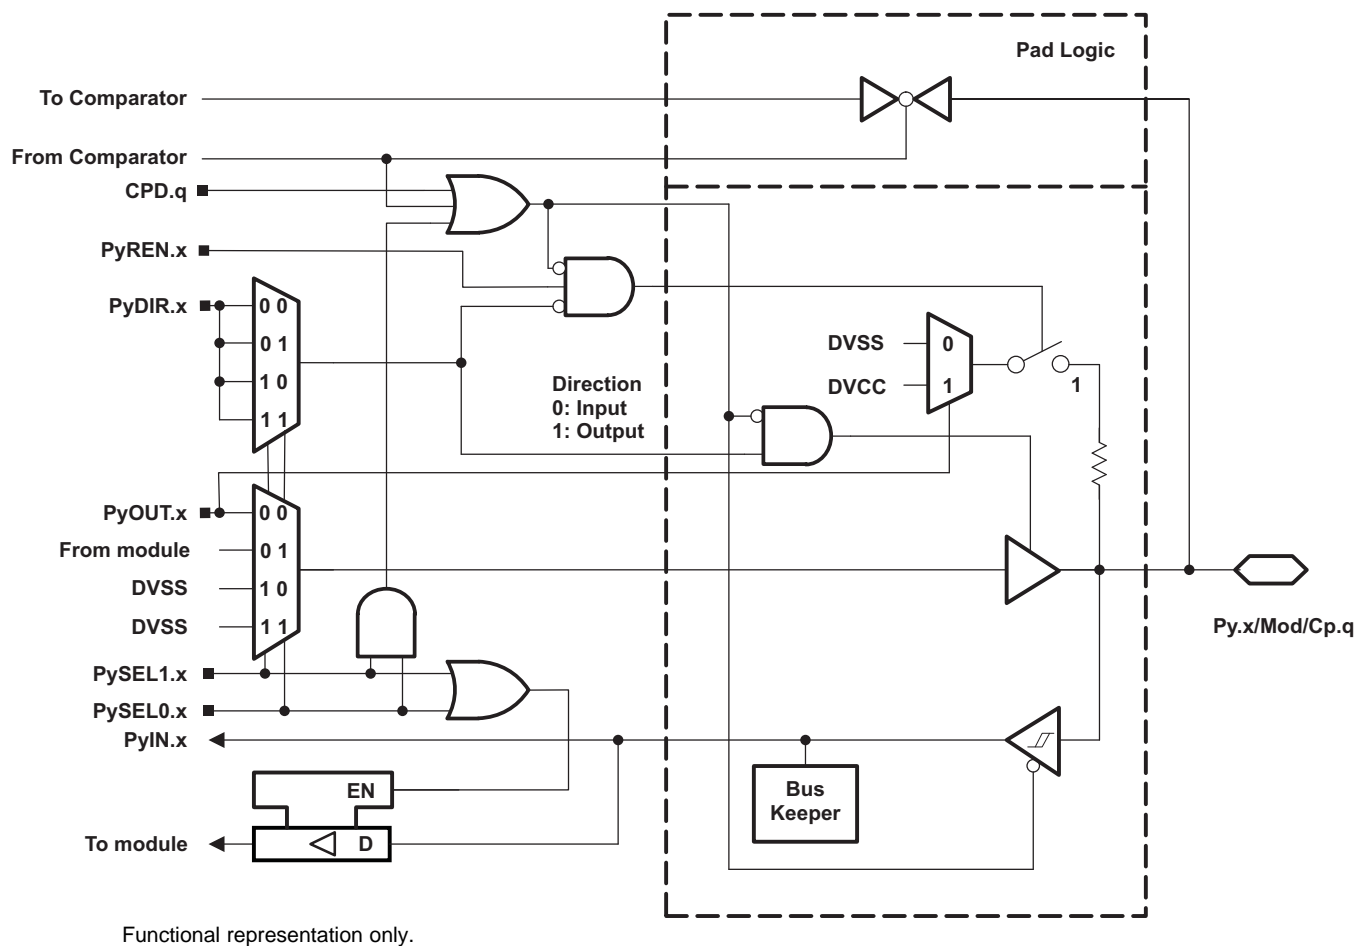 Pad Logic
To Comparator
From Comparator
CPD.q
PyREN.x
PyDIR.x
0 0
0 1
1 0
1 1
Direction
0: Input
1: Output
DVSS
0
DVCC
1
1
PyOUT.x
0 0
From module
0 1
DVSS
1 0
DVSS
1 1
Py.x/Mod/Cp.q
PySEL1.x
PySEL0.x
PyIN.x
EN
Bus
Keeper
To module
D
Functional representation only.